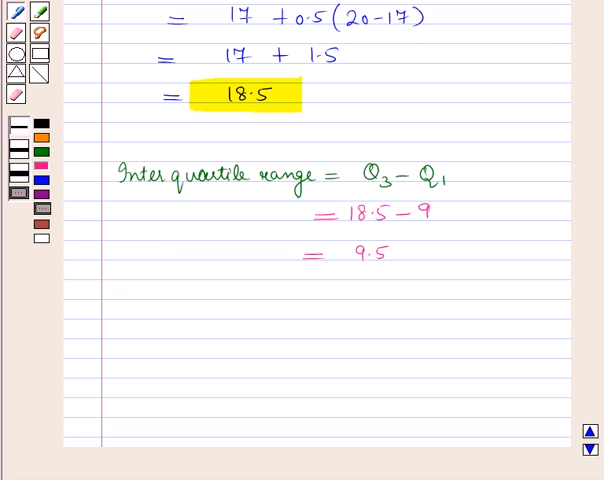 = 17 + 0.5 (20-17)
= 17 + 1.5
= 18.5
Inter quartile range = Q3 - Q1
= 18.5 - 9
= 9.5